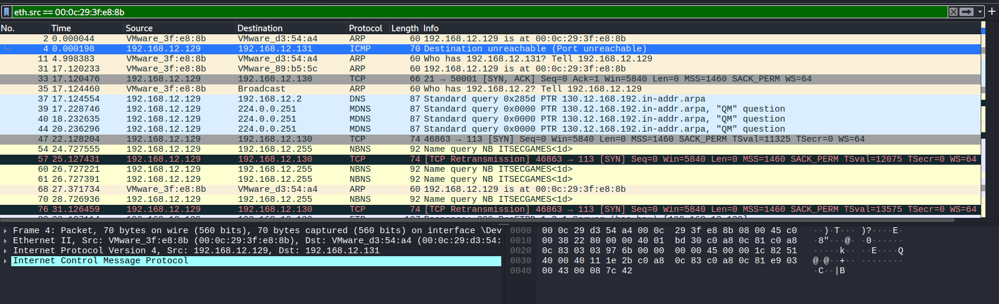 eth.src == 00:0c:29:3f:e8:8b
No. Time Source Destination Protocol Length Info
2 0.000044 VMware_3f:e8:8b VMware_d3:54:a4 ARP 60 192.168.12.129 is at 00:0c:29:3f:e8:8b
4 0.000198 192.168.12.129 192.168.12.131 ICMP 70 Destination unreachable (Port unreachable)
11 4.998383 VMware_3f:e8:8b VMware_d3:54:a4 ARP 60 Who has 192.168.12.131? Tell 192.168.12.129
31 17.120233 VMware_3f:e8:8b VMware_89:b5:5c ARP 60 192.168.12.129 is at 00:0c:29:3f:e8:8b
33 17.120476 192.168.12.129 192.168.12.130 TCP 66 21 → 50001 [SYN, ACK] Seq=0 Ack=1 Win=5840 Len=0 MSS=1460 SACK_PERM WS=64
35 17.124460 VMware_3f:e8:8b Broadcast ARP 60 Who has 192.168.12.2? Tell 192.168.12.129
37 17.124554 192.168.12.129 192.168.12.2 DNS 87 Standard query 0x285d PTR 130.12.168.192.in-addr.arpa
39 17.228746 192.168.12.129 224.0.0.251 MDNS 87 Standard query 0x0000 PTR 130.12.168.192.in-addr.arpa, "QM" question
40 18.232635 192.168.12.129 224.0.0.251 MDNS 87 Standard query 0x0000 PTR 130.12.168.192.in-addr.arpa, "QM" question
44 20.236296 192.168.12.129 224.0.0.251 MDNS 87 Standard query 0x0000 PTR 130.12.168.192.in-addr.arpa, "QM" question
47 22.128204 192.168.12.129 192.168.12.130 TCP 74 46863 → 113 [SYN] Seq=0 Win=5840 Len=0 MSS=1460 SACK_PERM TSval=11325 TSecr=0 WS=64
54 24.727555 192.168.12.129 192.168.12.255 NBNS 92 Name query NB ITSECGAMES<1d>
57 25.127431 192.168.12.129 192.168.12.130 TCP 74 [TCP Retransmission] 46863 → 113 [SYN] Seq=0 Win=5840 Len=0 MSS=1460 SACK_PERM TSval=12075 TSecr=0 WS=64
60 26.727221 192.168.12.129 192.168.12.255 NBNS 92 Name query NB ITSECGAMES<1d>
61 26.727391 192.168.12.129 192.168.12.255 NBNS 92 Name query NB ITSECGAMES<1d>
68 27.371734 VMware_3f:e8:8b VMware_d3:54:a4 ARP 60 192.168.12.129 is at 00:0c:29:3f:e8:8b
70 28.726936 192.168.12.129 192.168.12.255 NBNS 92 Name query NB ITSECGAMES<1d>
76 31.126459 192.168.12.129 192.168.12.130 TCP 74 [TCP Retransmission] 46863 → 113 [SYN] Seq=0 Win=5840 Len=0 MSS=1460 SACK_PERM TSval=13575 TSecr=0 WS=64
Frame 4: Packet, 70 bytes on wire (560 bits), 70 bytes captured (560 bits) on interface \Dev
Ethernet II, Src: VMware_3f:e8:8b (00:0c:29:3f:e8:8b), Dst: VMware_d3:54:a4 (00:0c:29:d3:54:
Internet Protocol Version 4, Src: 192.168.12.129, Dst: 192.168.12.131
Internet Control Message Protocol
0000 00 0c 29 d3 54 a4 00 0c 29 3f e8 8b 08 00 45 c0 ··)·T··· )?····E·
0010 00 38 22 80 00 00 40 01 bd 30 c0 a8 0c 81 c0 a8 ·8"···@· ·0······
0020 0c 83 03 03 97 6b 00 00 00 00 45 00 00 1c 82 51 ·····k·· ··E····Q
0030 40 00 40 11 1e 2b c0 a8 0c 83 c0 a8 0c 81 e9 03 @·@··+·· ········
0040 00 43 00 08 7c 42 ·C··|B